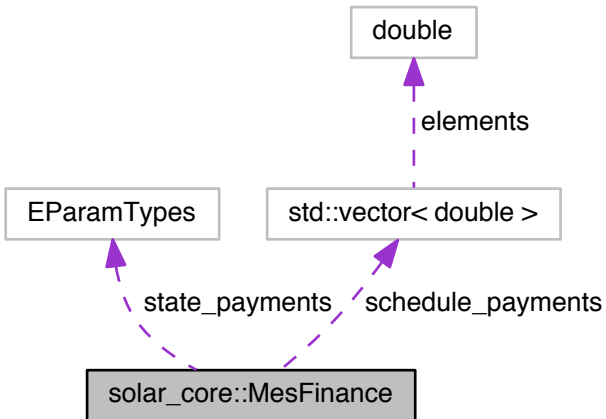 double
elements
EParamTypes
std::vector< double >
state_payments
schedule_payments
solar_core::MesFinance